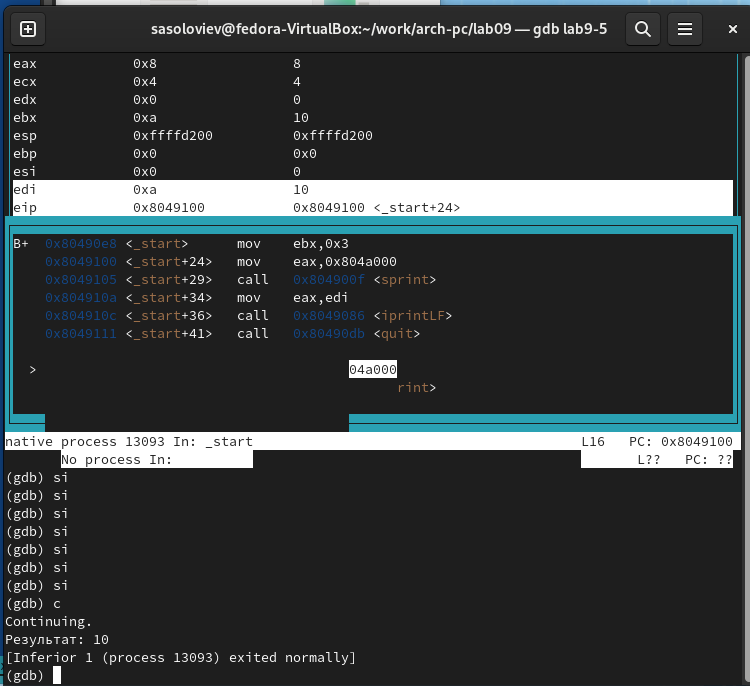 sasoloviev@fedora-VirtualBox:~/work/arch-pc/lab09 — gdb lab9-5
eax 0x8 8
ecx 0x4 4
edx 0x0 0
ebx 0xa 10
esp 0xffffd200 0xffffd200
ebp 0x0 0x0
esi 0x0 0
edi 0xa 10
eip 0x8049100 0x8049100 <_start+24>
B+ 0x80490e8 <_start> mov ebx,0x3
0x8049100 <_start+24> mov eax,0x804a000
0x8049105 <_start+29> call 0x804900f <sprint>
0x804910a <_start+34> mov eax,edi
0x804910c <_start+36> call 0x8049086 <iprintLF>
0x8049111 <_start+41> call 0x80490db <quit>
> 04a000
rint>
native process 13093 In: _start L16 PC: 0x8049100
No process In: L?? PC: ??
(gdb) si
(gdb) si
(gdb) si
(gdb) si
(gdb) si
(gdb) si
(gdb) si
(gdb) c
Continuing.
Результат: 10
[Inferior 1 (process 13093) exited normally]
(gdb)